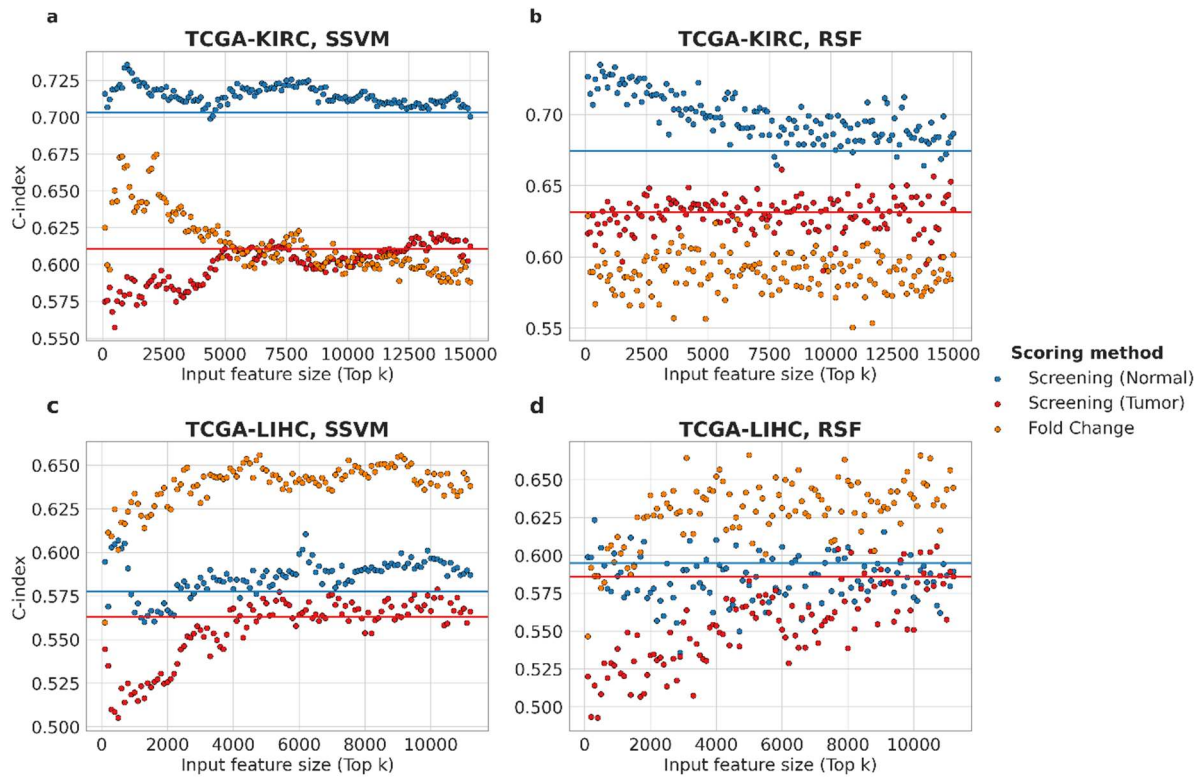 a
TCGA-KIRC, SSVM
C-index
0.725
0.700
0.675
0.650
0.625
0.600
0.575
0.550
0 2500 5000 7500 10000 12500 15000
Input feature size (Top k)
b
TCGA-KIRC, RSF
0.70
0.65
0.60
0.55
0 2500 5000 7500 10000 12500 15000
Input feature size (Top k)
Scoring method
Screening (Normal)
Screening (Tumor)
Fold Change
c
TCGA-LIHC, SSVM
C-index
0.650
0.625
0.600
0.575
0.550
0.525
0.500
0 2000 4000 6000 8000 10000
Input feature size (Top k)
d
TCGA-LIHC, RSF
0.650
0.625
0.600
0.575
0.550
0.525
0.500
0 2000 4000 6000 8000 10000
Input feature size (Top k)